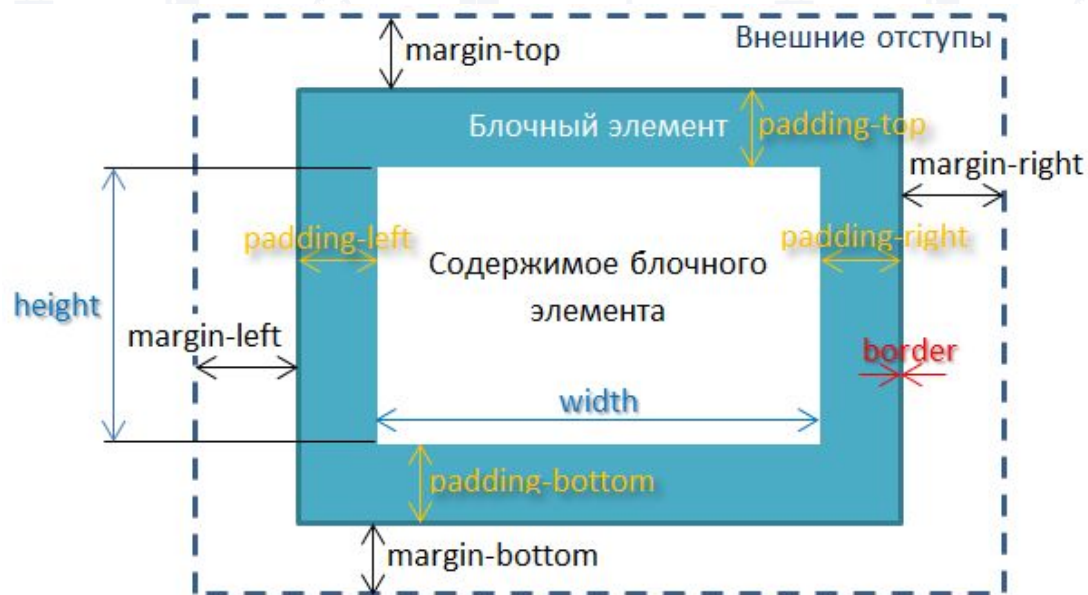 Внешние отступы
margin-top
Блочный элемент
padding-top
margin-right
padding-left
padding-right
Содержимое блочного
элемента
height
margin-left
border
width
padding-bottom
margin-bottom